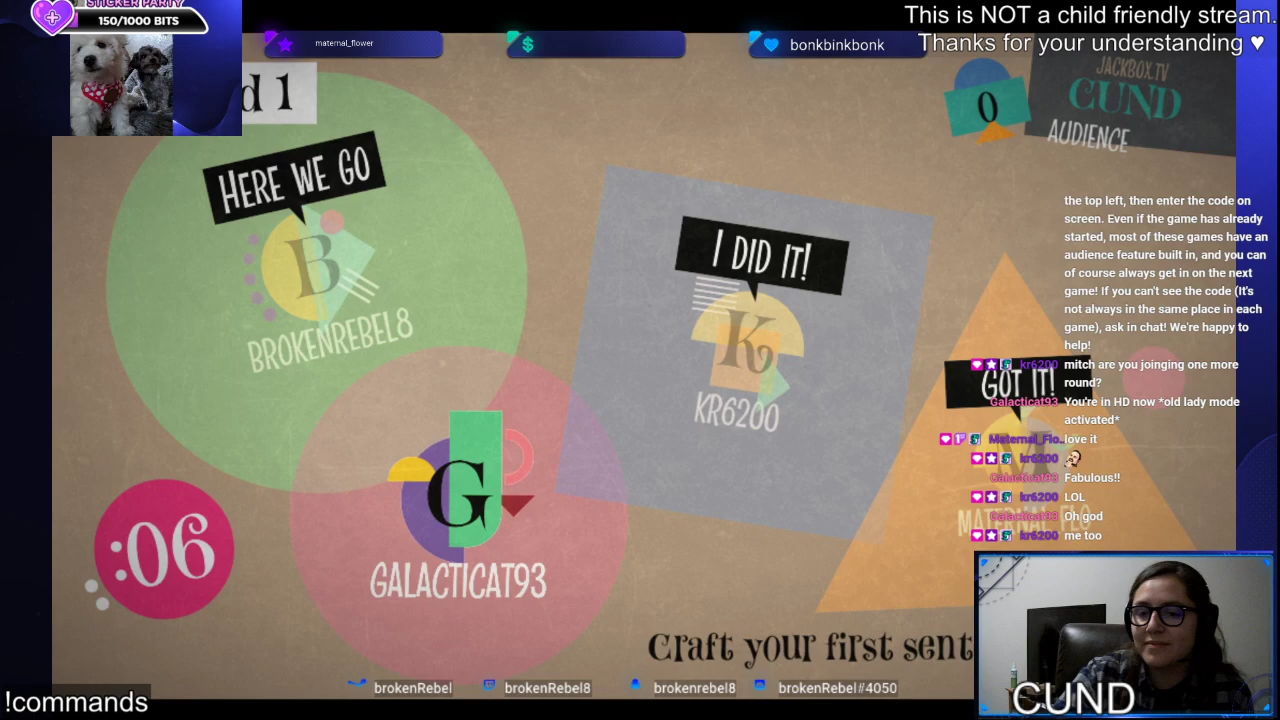 STICKER PARTY
150/1000 BITS
maternal_flower
bonkbinkbonk
This is NOT a child friendly stream.
Thanks for your understanding ♥
d 1
0
JACKBOX.TV
CUND
AUDIENCE
HERE WE GO
B
BROKENREBEL8
I DID IT!
K
KR6200
GOT IT!
M
MATERNAL_FLO
G
GALACTICAT93
:06
Craft your first sent
the top left, then enter the code on
screen. Even if the game has already
started, most of these games have an
audience feature built in, and you can
of course always get in on the next
game! If you can't see the code (It's
not always in the same place in each
game), ask in chat! We're happy to
help!
kr6200 mitch are you joinging one more
round?
Galacticat93 You're in HD now *old lady mode
activated*
Maternal_Flo.. love it
kr6200
Galacticat93 Fabulous!!
kr6200 LOL
Galacticat93 Oh god
kr6200 me too
CUND
!commands
brokenRebel
brokenRebel8
brokenrebel8
brokenRebel#4050